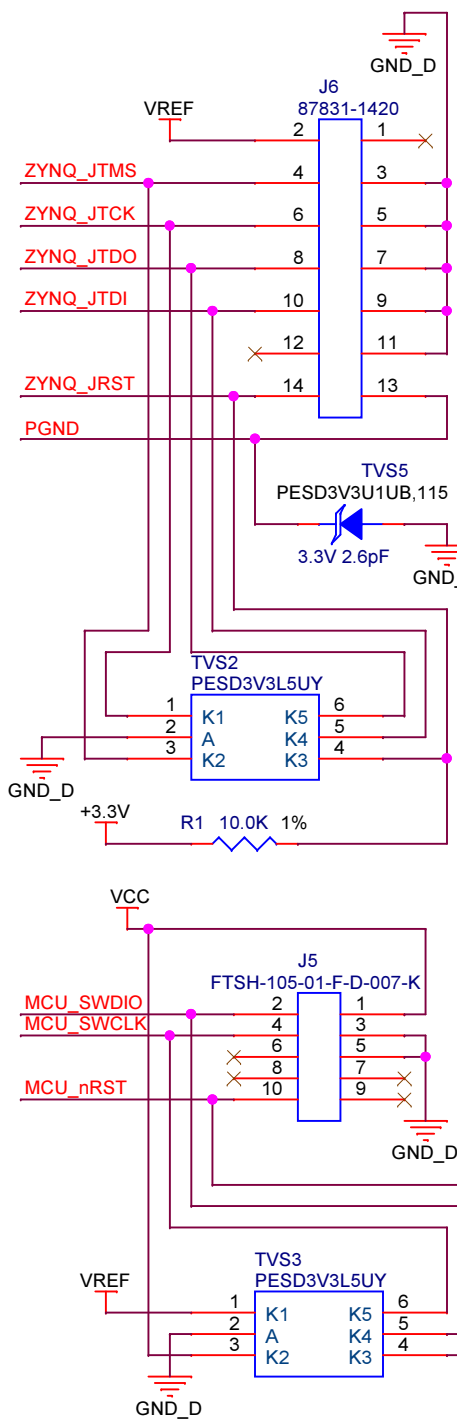 GND_D
J6
87831-1420
VREF
2 1
ZYNQ_JTMS 4 3
ZYNQ_JTCK 6 5
ZYNQ_JTDO 8 7
ZYNQ_JTDI 10 9
12 11
ZYNQ_JRST 14 13
PGND
TVS5
PESD3V3U1UB,115
3.3V 2.6pF
GND_
TVS2
PESD3V3L5UY
1 K1 K5 6
2 A K4 5
3 K2 K3 4
GND_D
+3.3V
R1 10.0K 1%
VCC
J5
FTSH-105-01-F-D-007-K
MCU_SWDIO 2 1
MCU_SWCLK 4 3
6 5
8 7
MCU_nRST 10 9
GND_D
TVS3
PESD3V3L5UY
VREF
1 K1 K5 6
2 A K4 5
3 K2 K3 4
GND_D